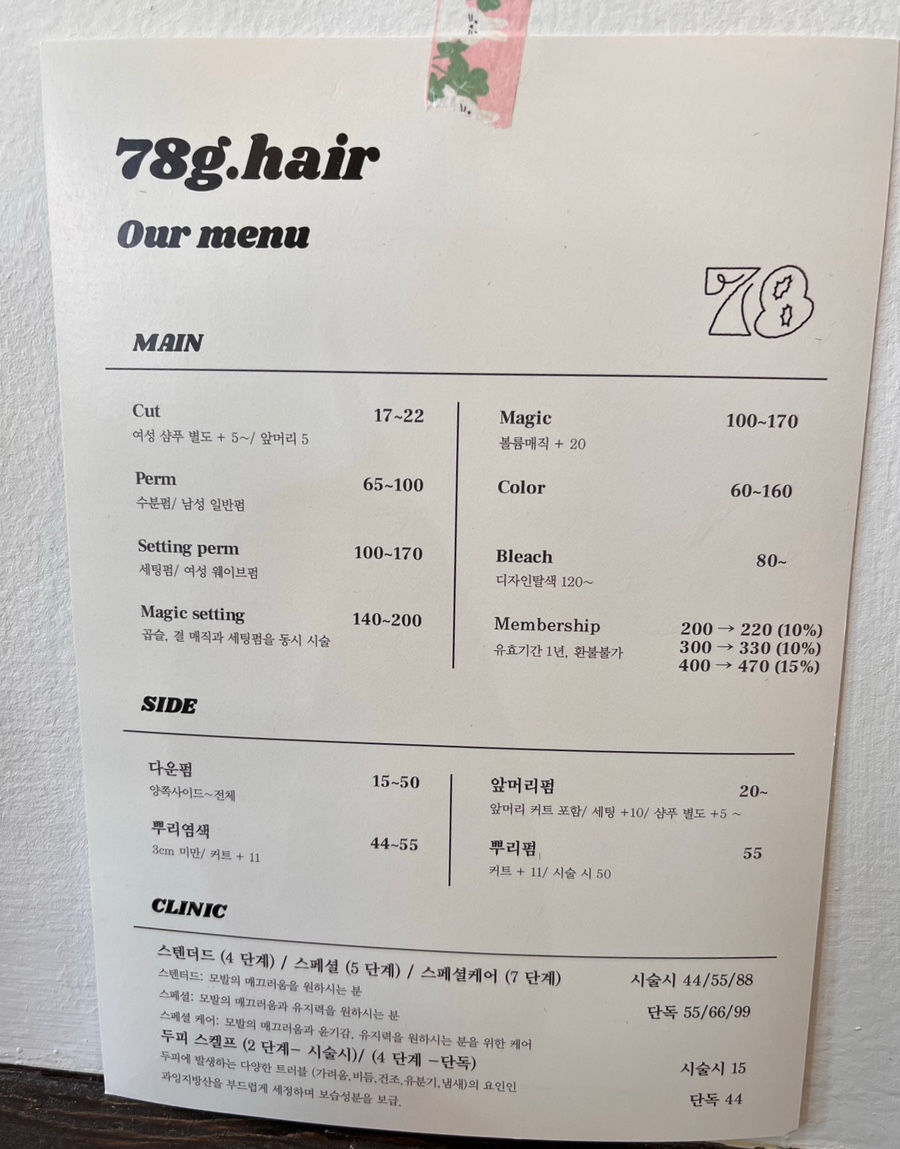 78g.hair
Our menu
78
MAIN
Cut 17~22
여성 샴푸 별도 + 5~/ 앞머리 5
Perm 65~100
수분펌/ 남성 일반펌
Setting perm 100~170
세팅펌/ 여성 웨이브펌
Magic setting 140~200
곱슬, 결 매직과 세팅펌을 동시 시술
Magic 100~170
볼륨매직 + 20
Color 60~160
Bleach 80~
디자인탈색 120~
Membership 200 → 220 (10%)
유효기간 1년, 환불불가 300 → 330 (10%)
400 → 470 (15%)
SIDE
다운펌 15~50
양쪽사이드~전체
뿌리염색 44~55
3cm 미만/ 커트 + 11
앞머리펌 20~
앞머리 커트 포함/ 세팅 +10/ 샴푸 별도 +5 ~
뿌리펌 55
커트 + 11/ 시술 시 50
CLINIC
스텐더드 (4 단계) / 스페셜 (5 단계) / 스페셜케어 (7 단계) 시술시 44/55/88
스텐터드: 모발의 매끄러움을 원하시는 분
스페셜: 모발의 매끄러움과 유지력을 원하시는 분 단독 55/66/99
스페셜 케어: 모발의 매끄러움과 윤기감, 유지력을 원하시는 분을 위한 케어
두피 스켈프 (2 단계- 시술시)/ (4 단계 -단독) 시술시 15
두피에 발생하는 다양한 트러블 (가려움,비듬,건조,유분기,냄새)의 요인인
과잉지방산을 부드럽게 세정하며 보습성분을 보급. 단독 44